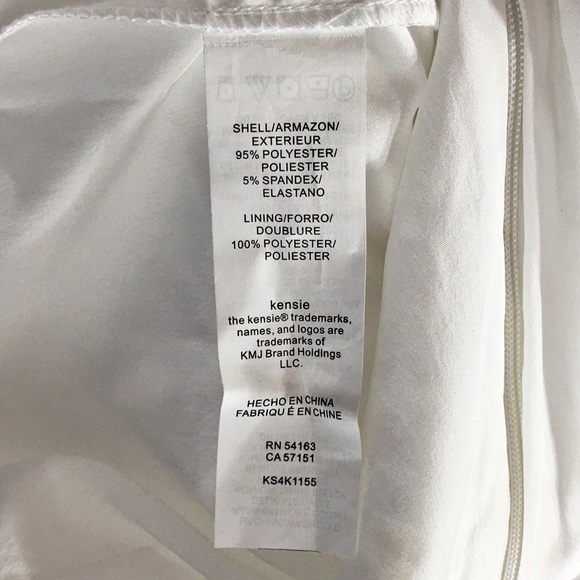 SHELL/ARMAZON/
EXTERIEUR
95% POLYESTER/
POLIESTER
5% SPANDEX/
ELASTANO
LINING/FORRO/
DOUBLURE
100% POLYESTER/
POLIESTER
kensie
the kensie® trademarks,
names, and logos are
trademarks of
KMJ Brand Holdings
LLC.
HECHO EN CHINA
FABRIQU É EN CHINE
RN 54163
CA 57151
KS4K1155